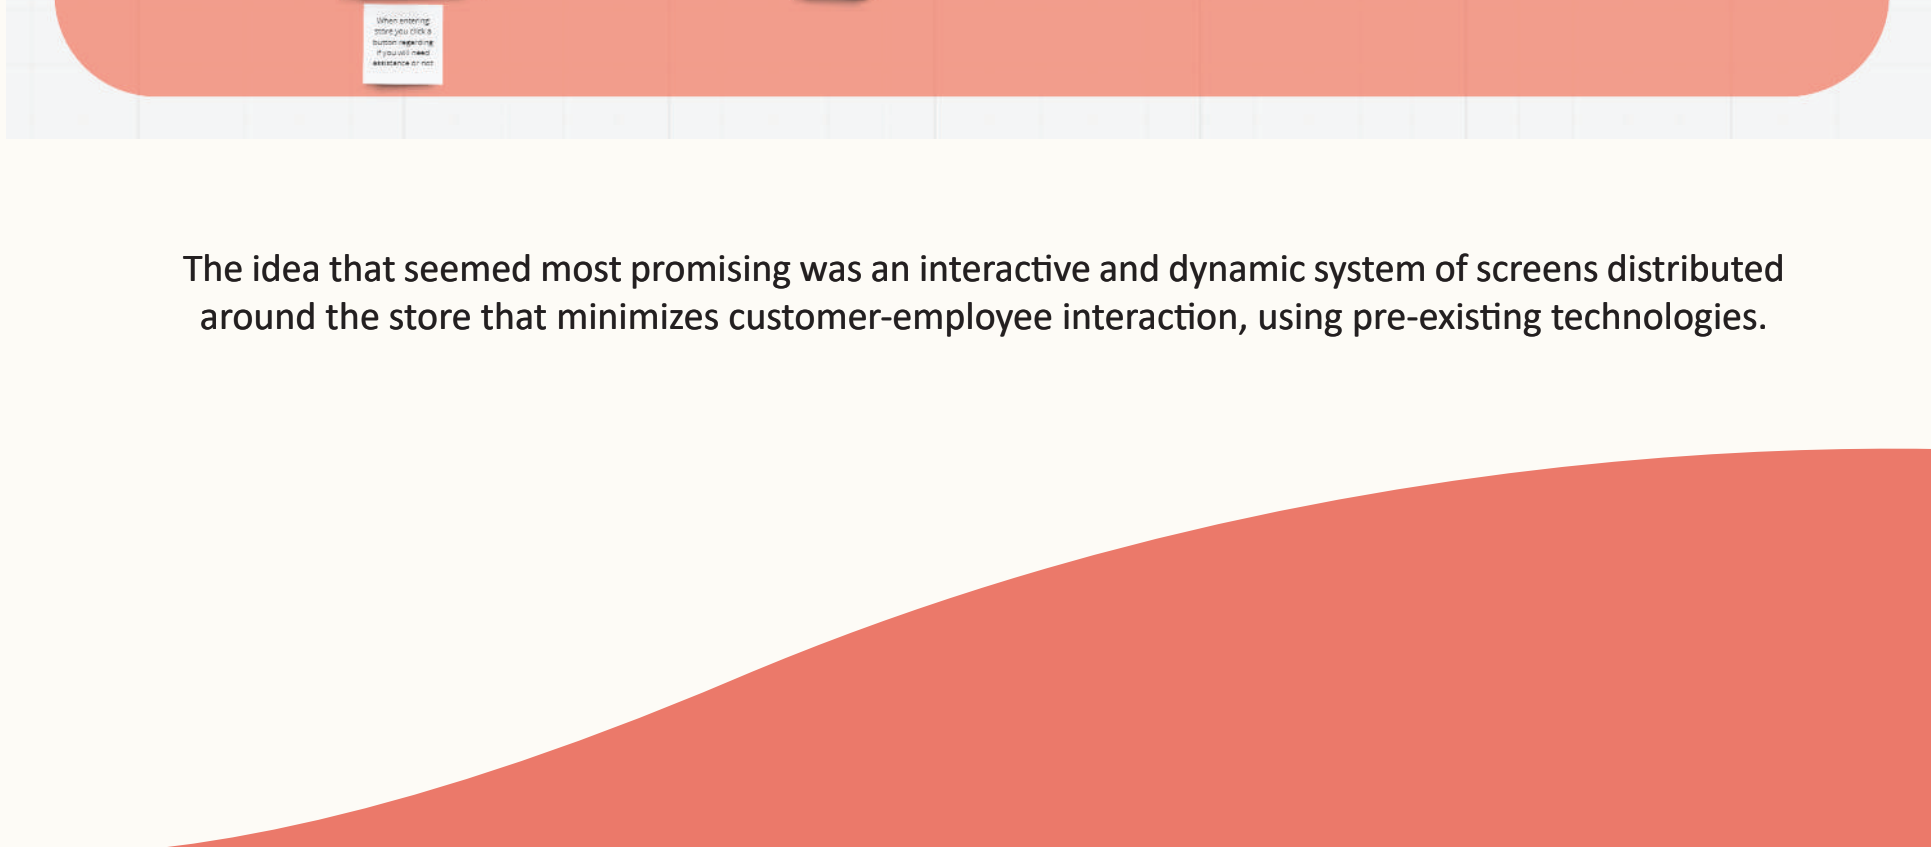 When entering
store you click a
button regarding
if you will need
assistance or not
The idea that seemed most promising was an interactive and dynamic system of screens distributed
around the store that minimizes customer-employee interaction, using pre-existing technologies.